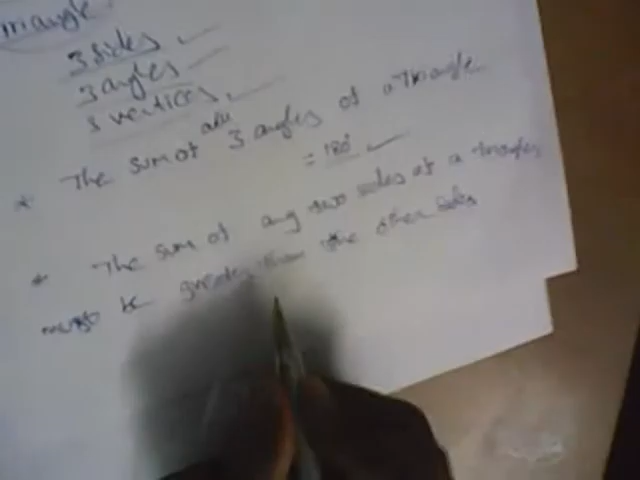 Triangle
3 sides
3 angles
3 vertices
* The sum of all 3 angles of a Triangle
= 180°
* The sum of any two sides of a triangles
must be greater than the other side